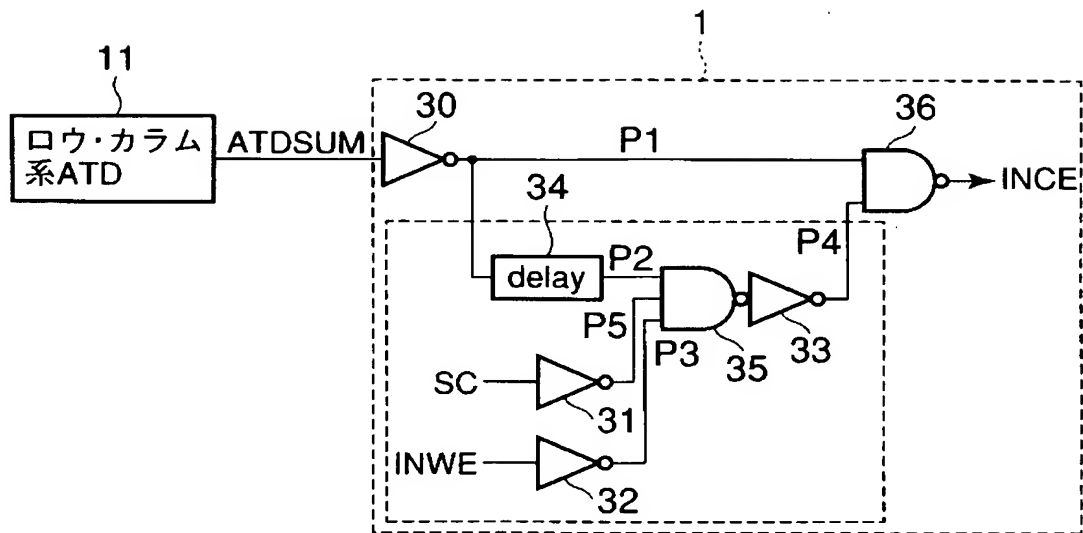 1
11
ロウ・カラム
系ATD
ATDSUM
30
P1
36
INCE
34
delay
P2
P4
P5
P3
35
33
SC
31
INWE
32